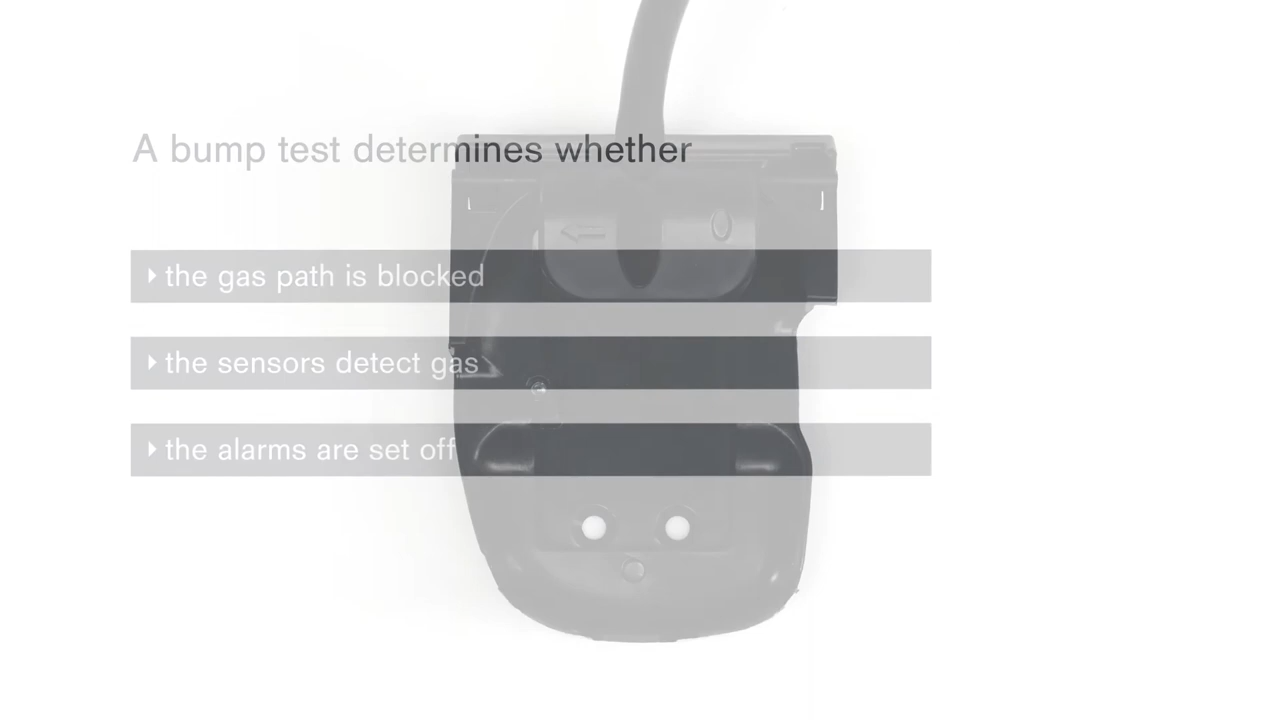 A bump test determines whether
the gas path is blocked
the sensors detect gas
the alarms are set off